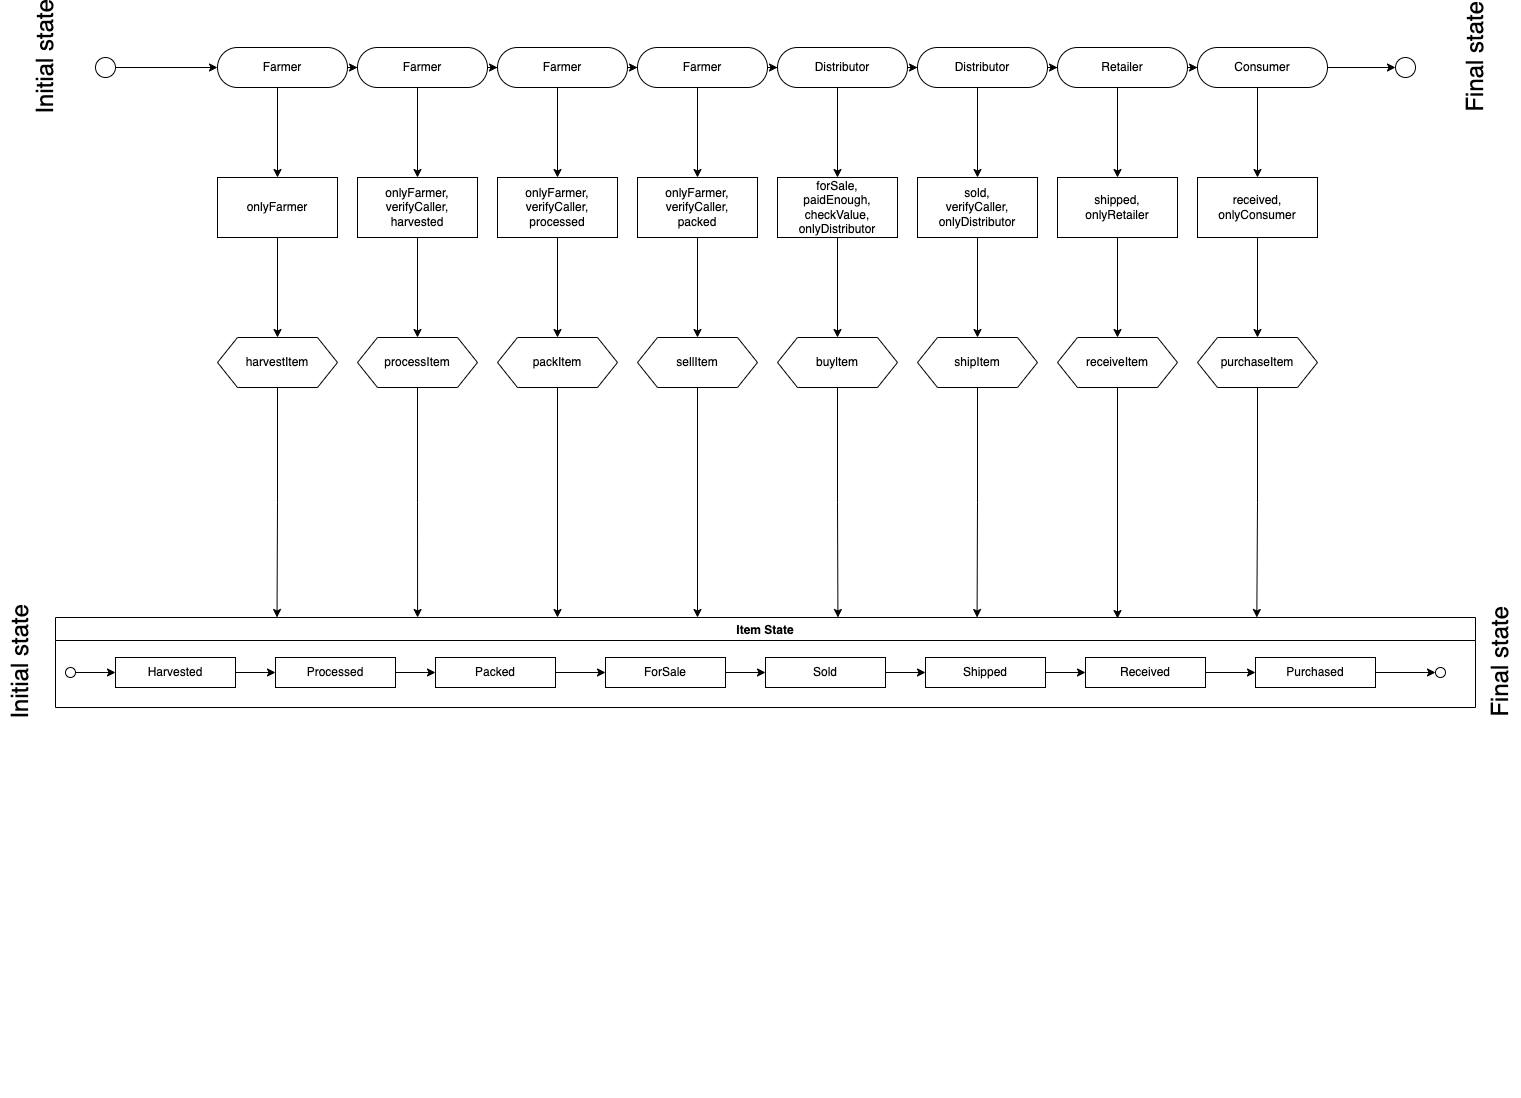 Initial state
Final state
Farmer
Farmer
Farmer
Farmer
Distributor
Distributor
Retailer
Consumer
onlyFarmer
onlyFarmer,
verifyCaller,
harvested
onlyFarmer,
verifyCaller,
processed
onlyFarmer,
verifyCaller,
packed
forSale,
paidEnough,
checkValue,
onlyDistributor
sold,
verifyCaller,
onlyDistributor
shipped,
onlyRetailer
received,
onlyConsumer
harvestItem
processItem
packItem
sellItem
buyItem
shipItem
receiveItem
purchaseItem
Initial state
Final state
Item State
Harvested
Processed
Packed
ForSale
Sold
Shipped
Received
Purchased